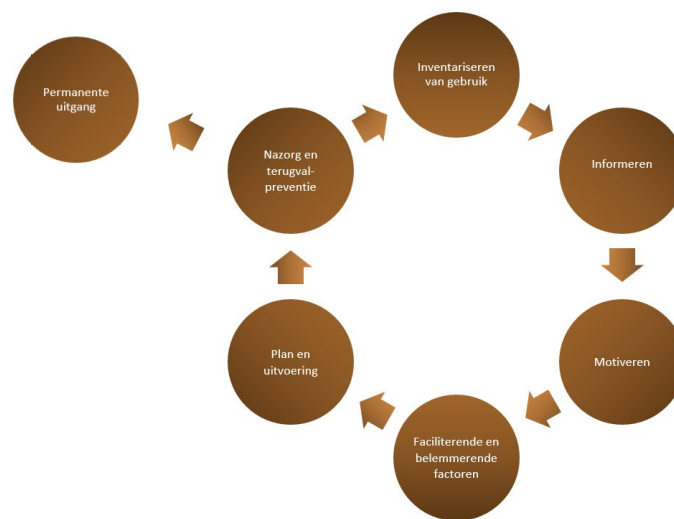 Permanente
uitgang
Inventariseren
van gebruik
Nazorg en
terugval-
preventie
Informeren
Plan en
uitvoering
Motiveren
Faciliterende en
belemmerende
factoren